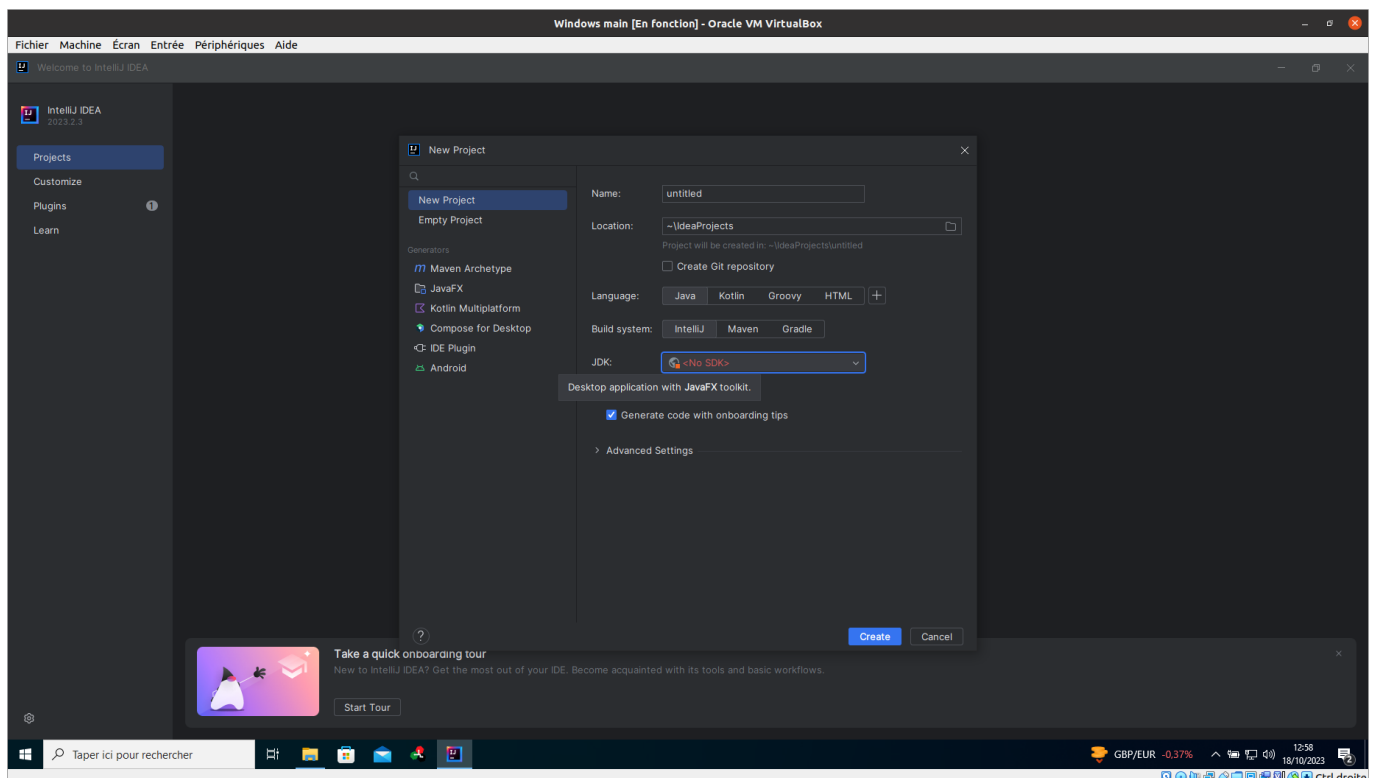 Windows main [En fonction] - Oracle VM VirtualBox
Fichier Machine Écran Entrée Périphériques Aide
Welcome to IntelliJ IDEA
IntelliJ IDEA
2023.2.3
Projects
Customize
Plugins 1
Learn
New Project
New Project
Empty Project
Generators
Maven Archetype
JavaFX
Kotlin Multiplatform
Compose for Desktop
IDE Plugin
Android
Name: untitled
Location: ~\IdeaProjects
Project will be created in: ~\IdeaProjects\untitled
Create Git repository
Language: Java Kotlin Groovy HTML
Build system: IntelliJ Maven Gradle
JDK: <No SDK>
Desktop application with JavaFX toolkit.
Generate code with onboarding tips
Advanced Settings
? Create Cancel
Take a quick onboarding tour
New to IntelliJ IDEA? Get the most out of your IDE. Become acquainted with its tools and basic workflows.
Start Tour
Taper ici pour rechercher
GBP/EUR -0,37%
12:58
18/10/2023
2
Ctrl droite